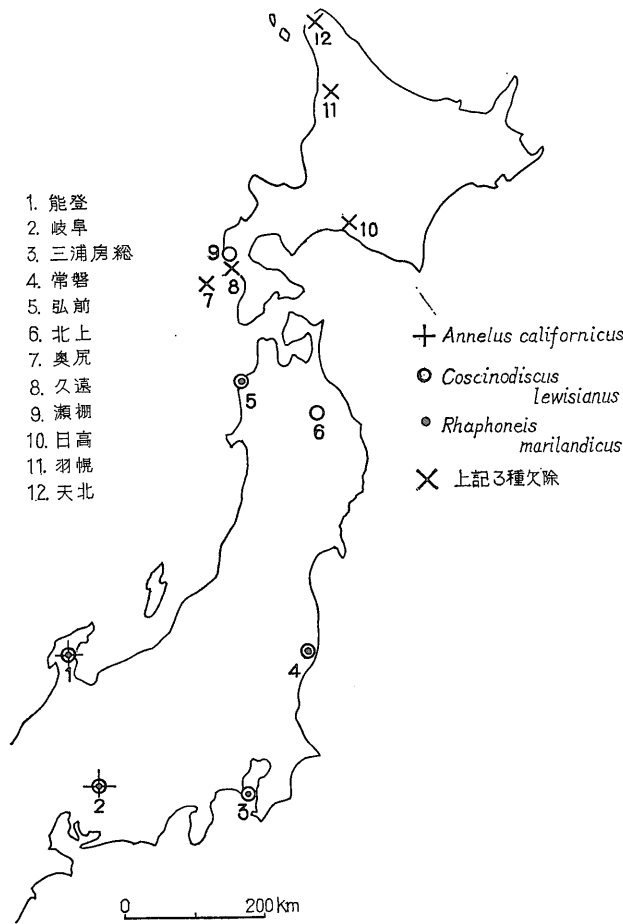 1. 能登
2. 岐阜
3. 三浦房総
4. 常磐
5. 弘前
6. 北上
7. 奥尻
8. 久遠
9. 瀬棚
10. 日高
11. 羽幌
12. 天北
Annelus californicus
Coscinodiscus
lewisianus
Rhaphoneis
marilandicus
上記3種欠除
12
11
10
9
8
7
5
6
4
1
2
3
0 200km